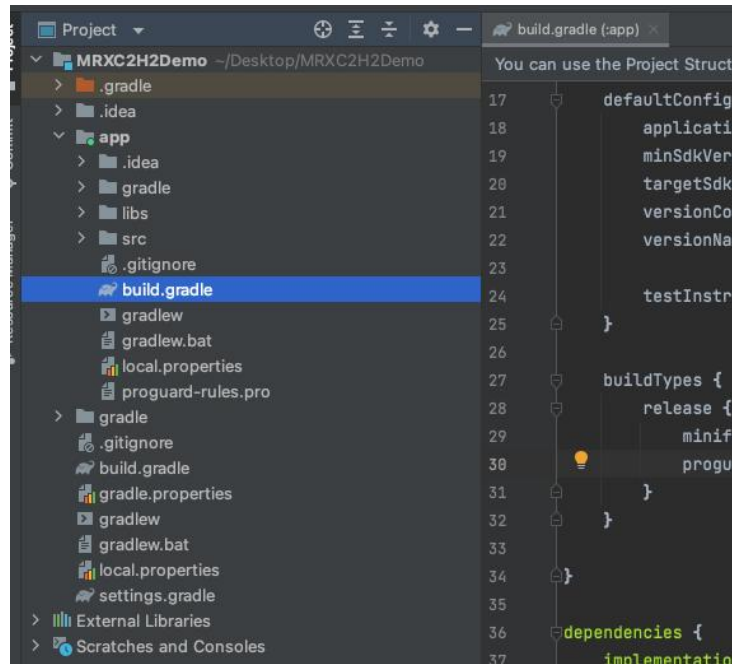 Project
MRXC2H2Demo ~/Desktop/MRXC2H2Demo
.gradle
.idea
app
.idea
gradle
libs
src
.gitignore
build.gradle
gradlew
gradlew.bat
local.properties
proguard-rules.pro
gradle
.gitignore
build.gradle
gradle.properties
gradlew
gradlew.bat
local.properties
settings.gradle
External Libraries
Scratches and Consoles
build.gradle (:app)
You can use the Project Struct
17 defaultConfig
18 applicati
19 minSdkVer
20 targetSdk
21 versionCo
22 versionNa
23
24 testInstr
25 }
26
27 buildTypes {
28 release {
29 minif
30 progu
31 }
32 }
33
34 }
35
36 dependencies {
37 implementatio